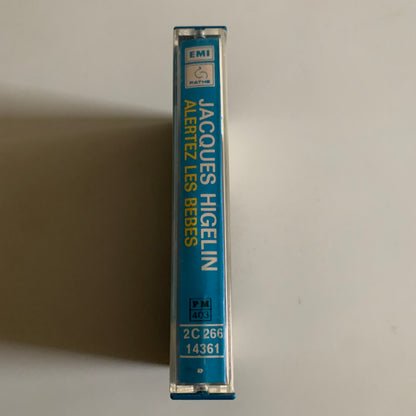 EMI
PATHE
JACQUES HIGELIN
ALERTEZ LES BEBES
PM
403
2C 266
14361